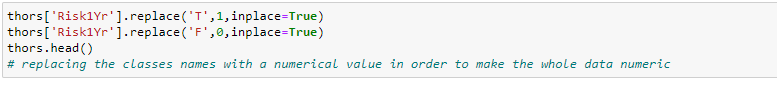 thors['Risk1Yr'].replace('T',1,inplace=True)
thors['Risk1Yr'].replace('F',0,inplace=True)
thors.head()
# replacing the classes names with a numerical value in order to make the whole data numeric